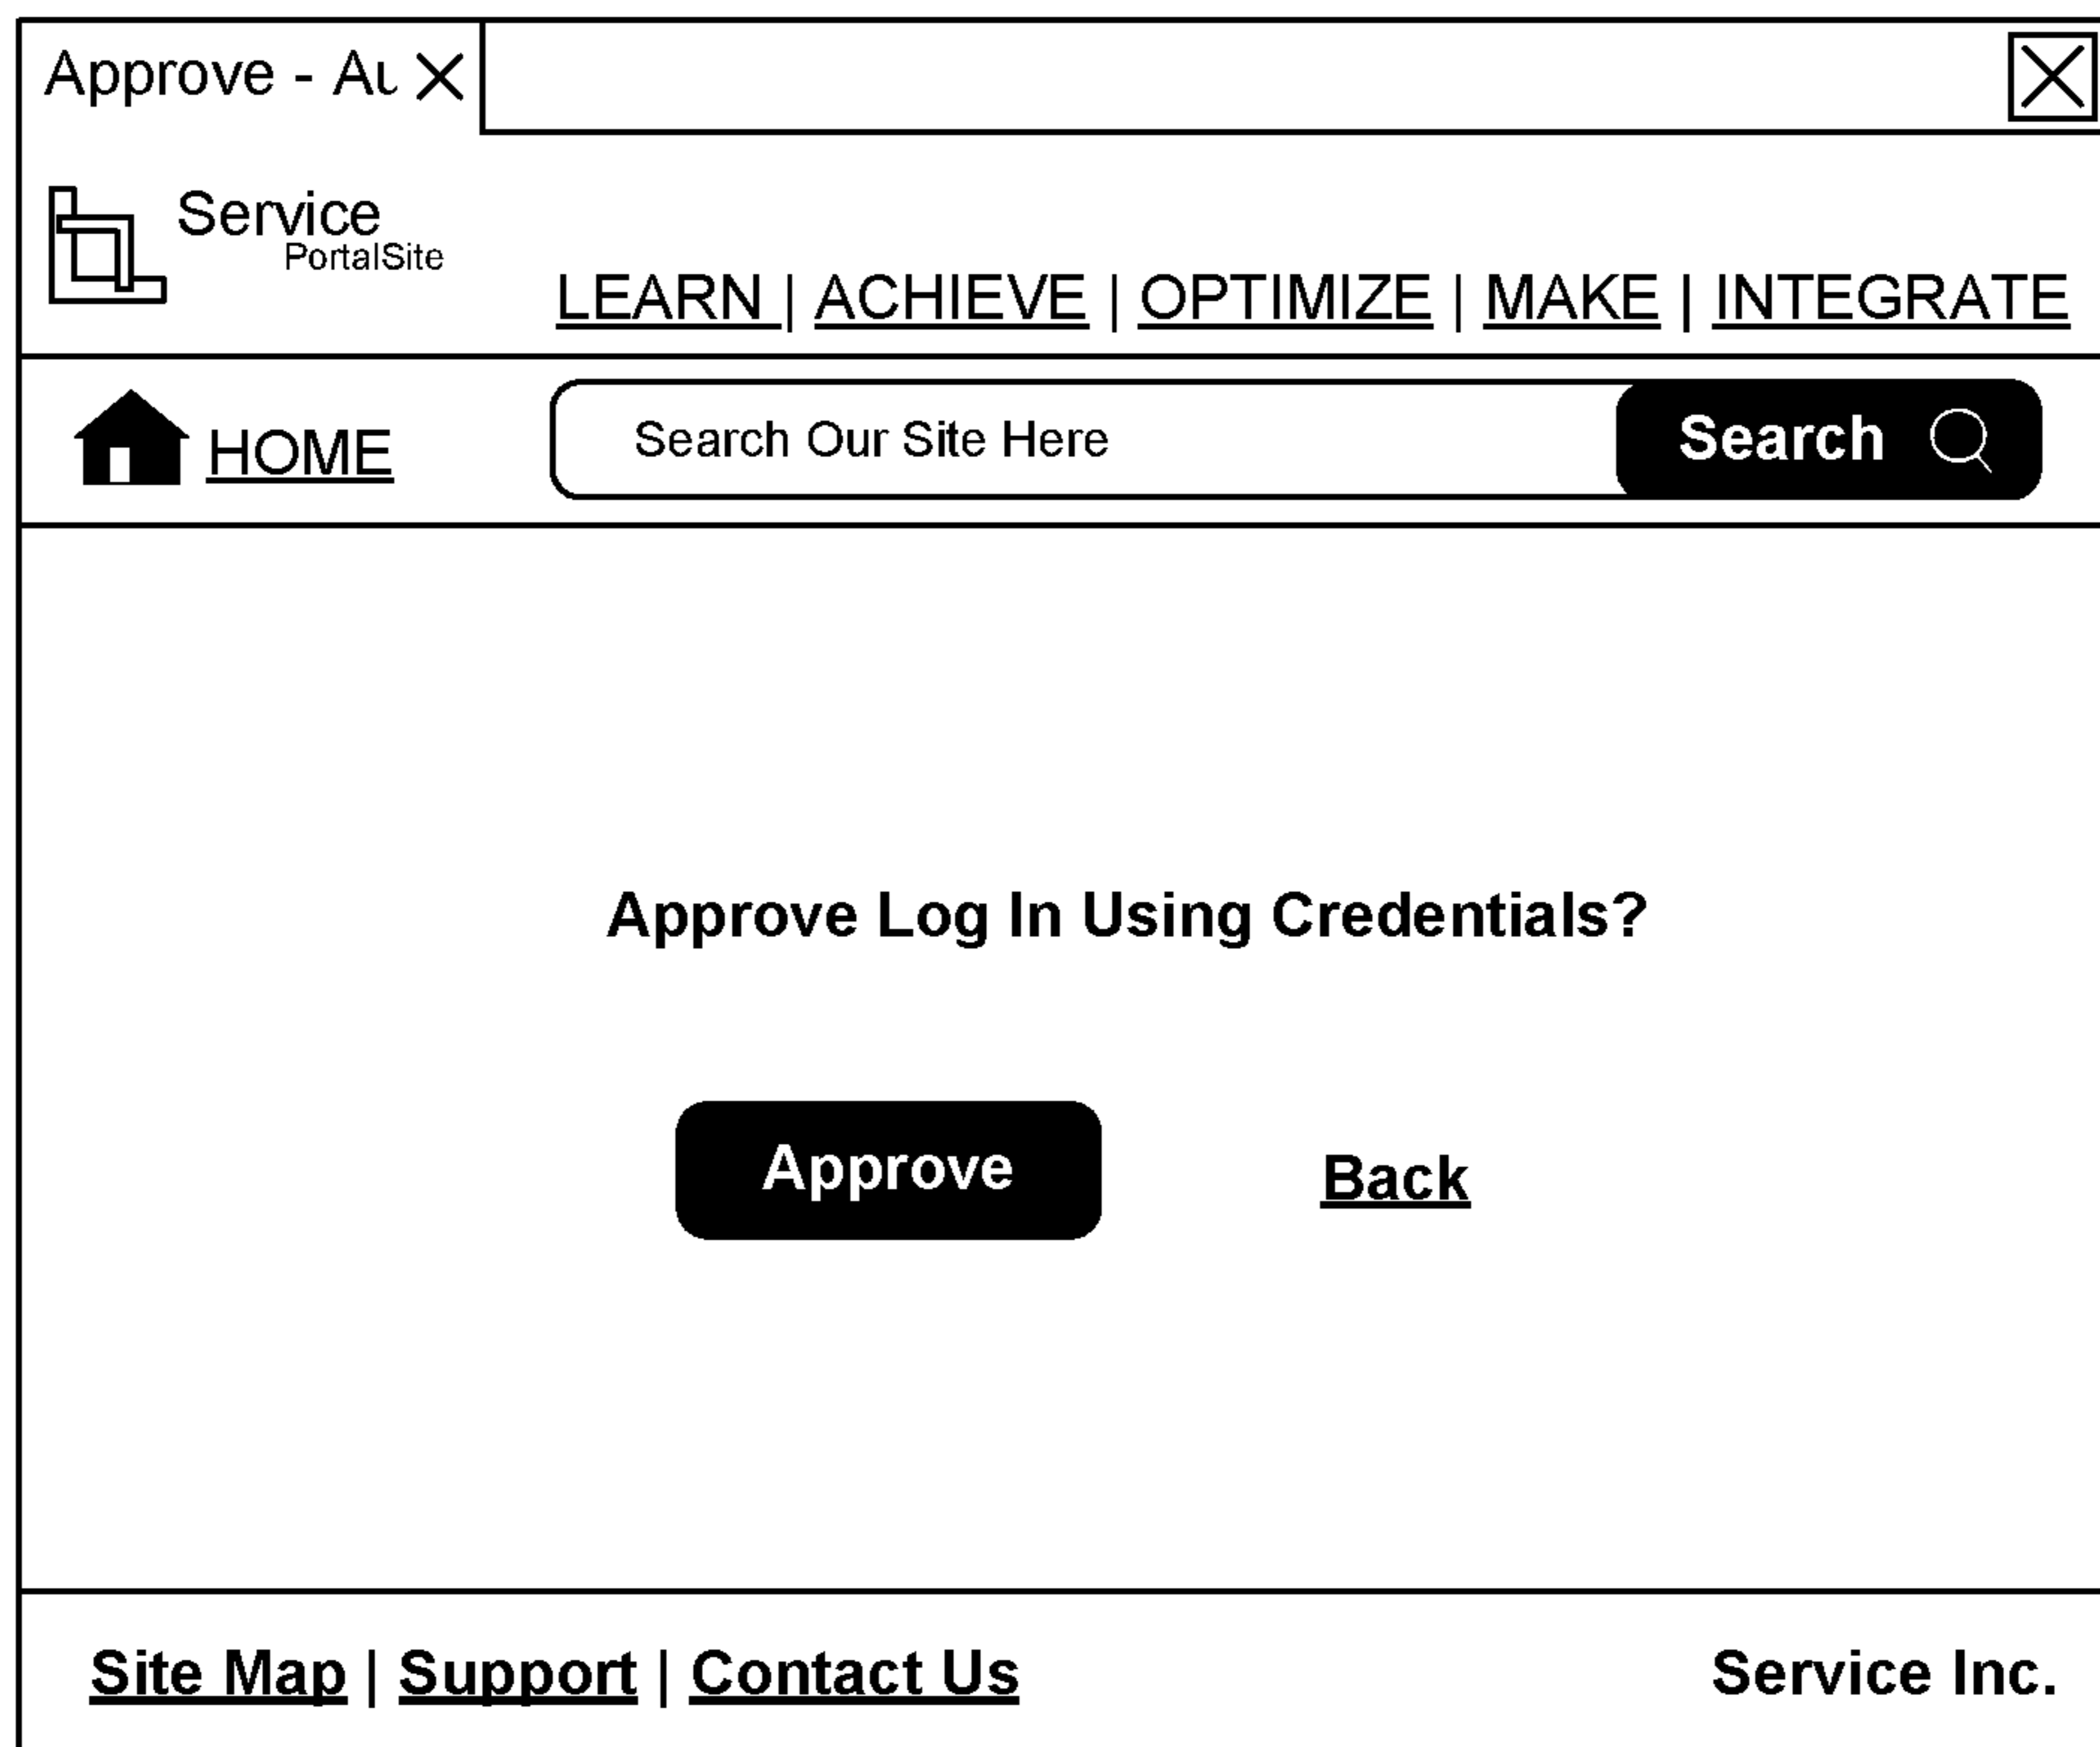 Approve - Au
Service
PortalSite
LEARN | ACHIEVE | OPTIMIZE | MAKE | INTEGRATE
HOME
Search Our Site Here
Search
Approve Log In Using Credentials?
Approve
Back
Site Map | Support | Contact Us
Service Inc.